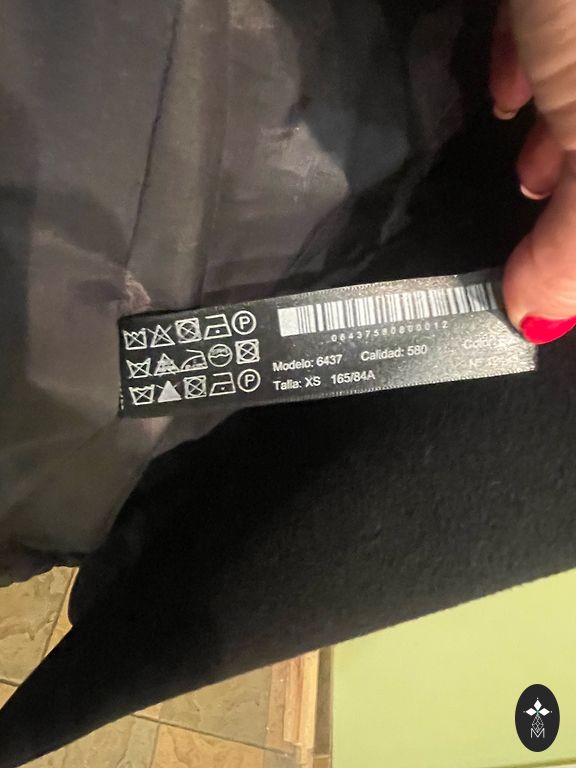 06437580800012
Modelo: 6437 Calidad: 580
Talla: XS 165/84A
P
P
M